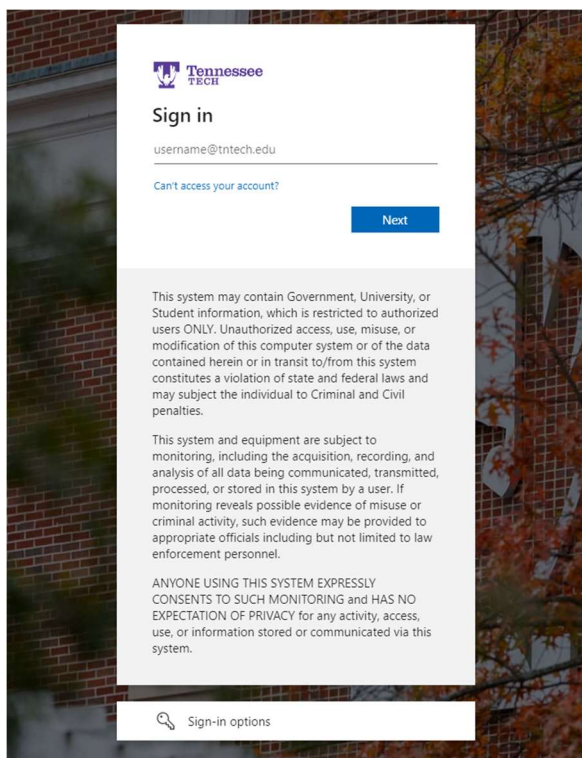 Tennessee
TECH
Sign in
username@tntech.edu
Can't access your account?
Next
This system may contain Government, University, or
Student information, which is restricted to authorized
users ONLY. Unauthorized access, use, misuse, or
modification of this computer system or of the data
contained herein or in transit to/from this system
constitutes a violation of state and federal laws and
may subject the individual to Criminal and Civil
penalties.
This system and equipment are subject to
monitoring, including the acquisition, recording, and
analysis of all data being communicated, transmitted,
processed, or stored in this system by a user. If
monitoring reveals possible evidence of misuse or
criminal activity, such evidence may be provided to
appropriate officials including but not limited to law
enforcement personnel.
ANYONE USING THIS SYSTEM EXPRESSLY
CONSENTS TO SUCH MONITORING and HAS NO
EXPECTATION OF PRIVACY for any activity, access,
use, or information stored or communicated via this
system.
Sign-in options